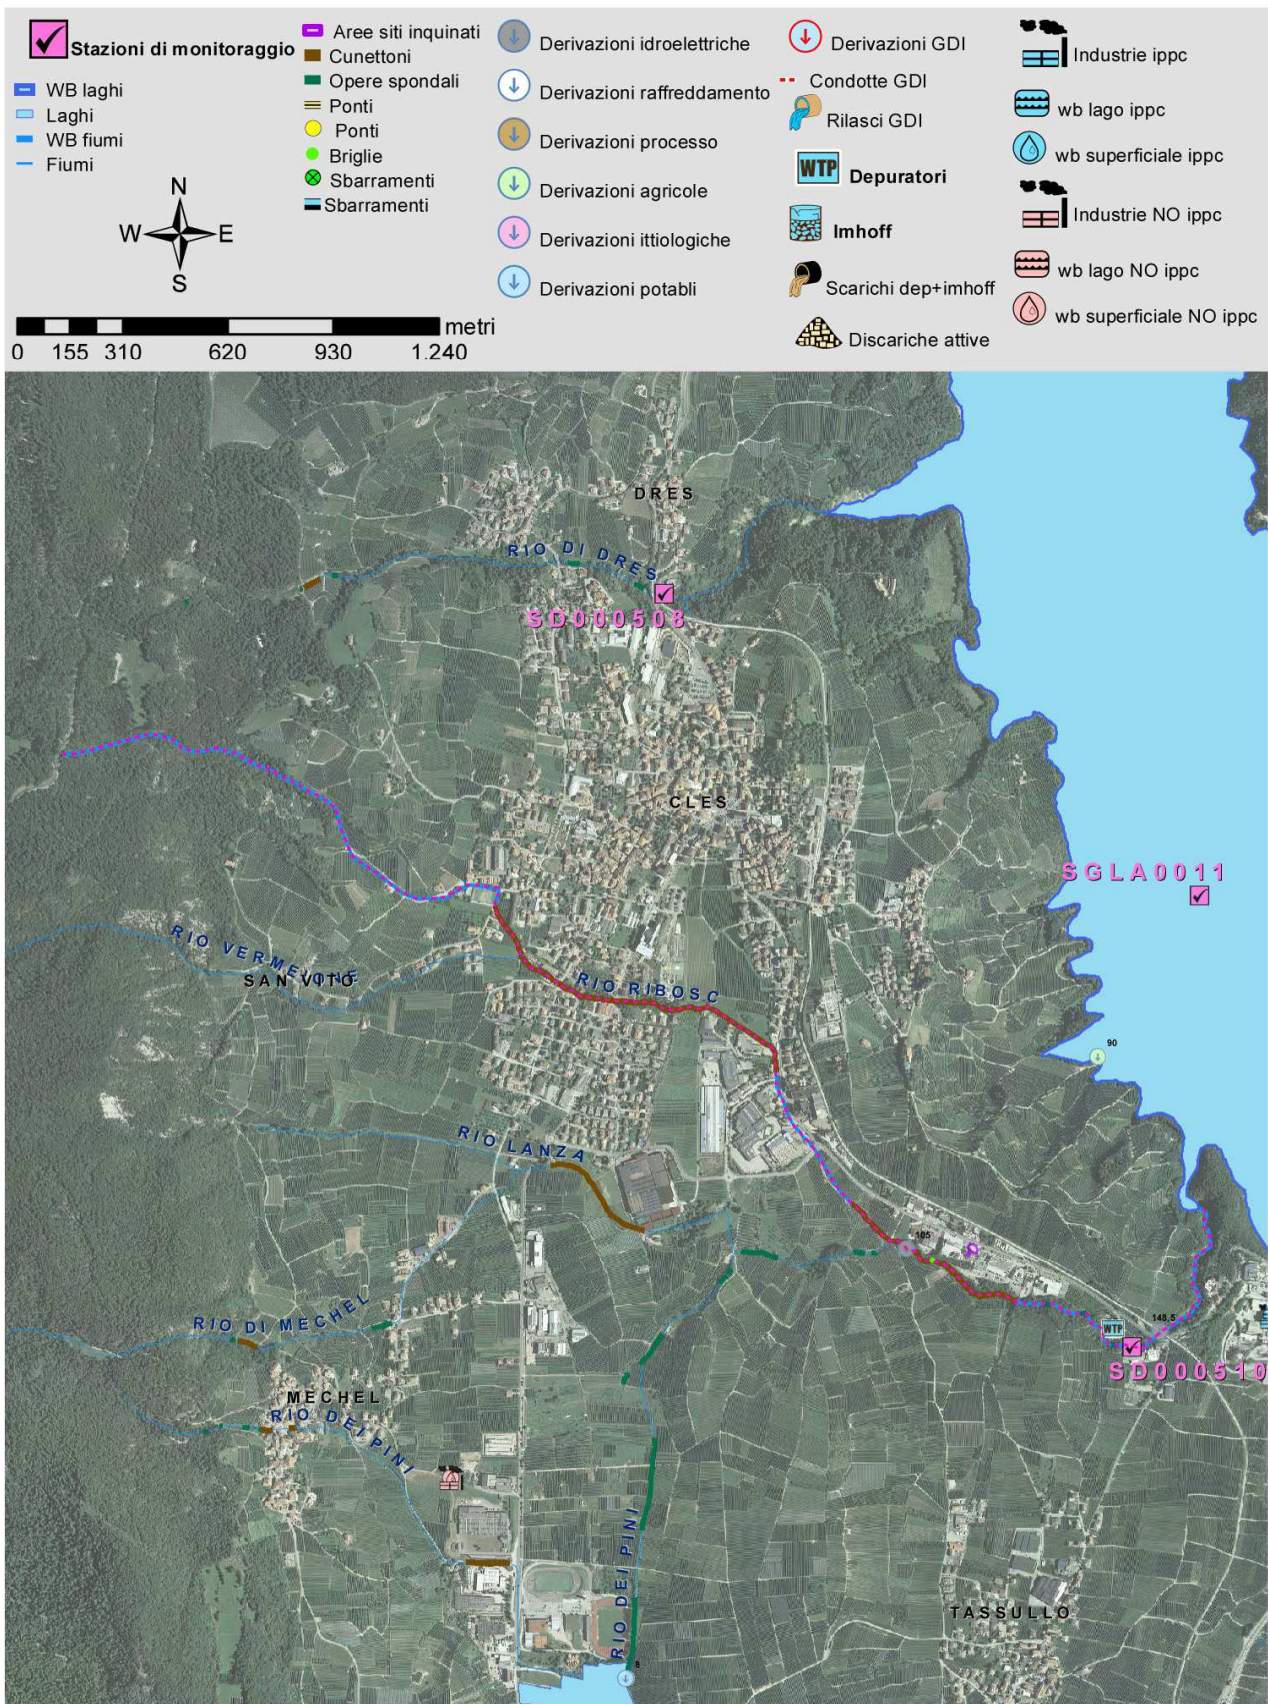 Stazioni di monitoraggio
WB laghi
Laghi
WB fiumi
Fiumi
N
W E
S
metri
0 155 310 620 930 1.240
Aree siti inquinati
Cunettoni
Opere spondali
Ponti
Ponti
Briglie
Sbarramenti
Sbarramenti
Derivazioni idroelettriche
Derivazioni raffreddamento
Derivazioni processo
Derivazioni agricole
Derivazioni ittiologiche
Derivazioni potabli
Derivazioni GDI
Condotte GDI
Rilasci GDI
WTP Depuratori
Imhoff
Scarichi dep+imhoff
Discariche attive
Industrie ippc
wb lago ippc
wb superficiale ippc
Industrie NO ippc
wb lago NO ippc
wb superficiale NO ippc
DRES
RIO DI DRES
SD000508
CLES
SGLA0011
RIO VERMEIONE
SAN VITO
RIO RIBOSC
90
RIO LANZA
105
RIO DI MECHEL
148,5
WTP
SD000510
MECHEL
RIO DEI PINI
RIO DEI PINI
TASSULLO
8